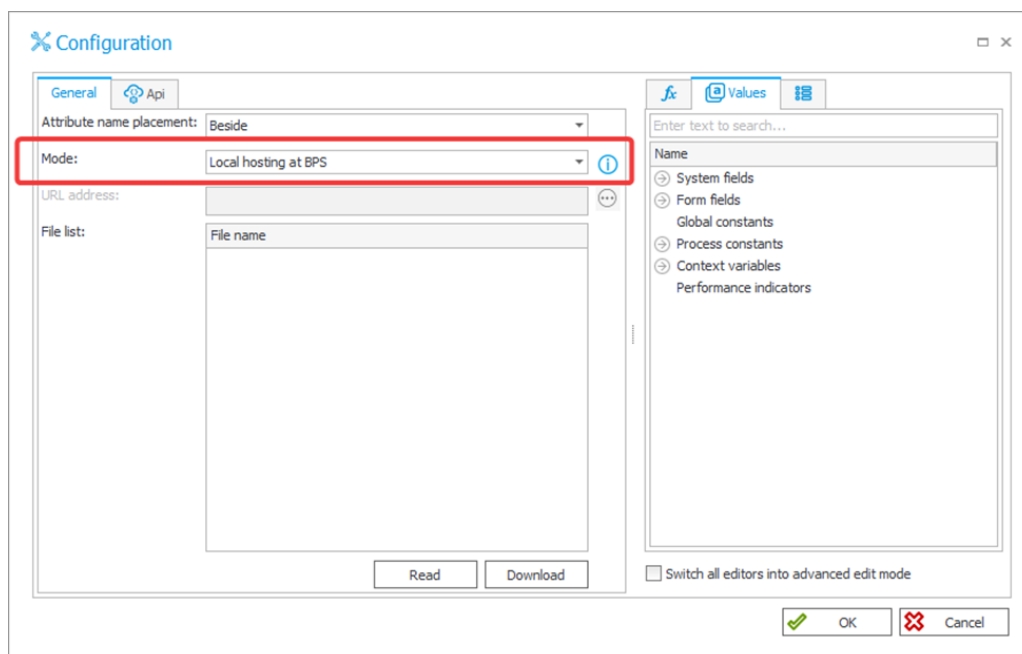 Configuration
General
Api
Attribute name placement: Beside
Mode: Local hosting at BPS
URL address:
File list: File name
Read Download
fx Values
Enter text to search...
Name
System fields
Form fields
Global constants
Process constants
Context variables
Performance indicators
Switch all editors into advanced edit mode
OK Cancel